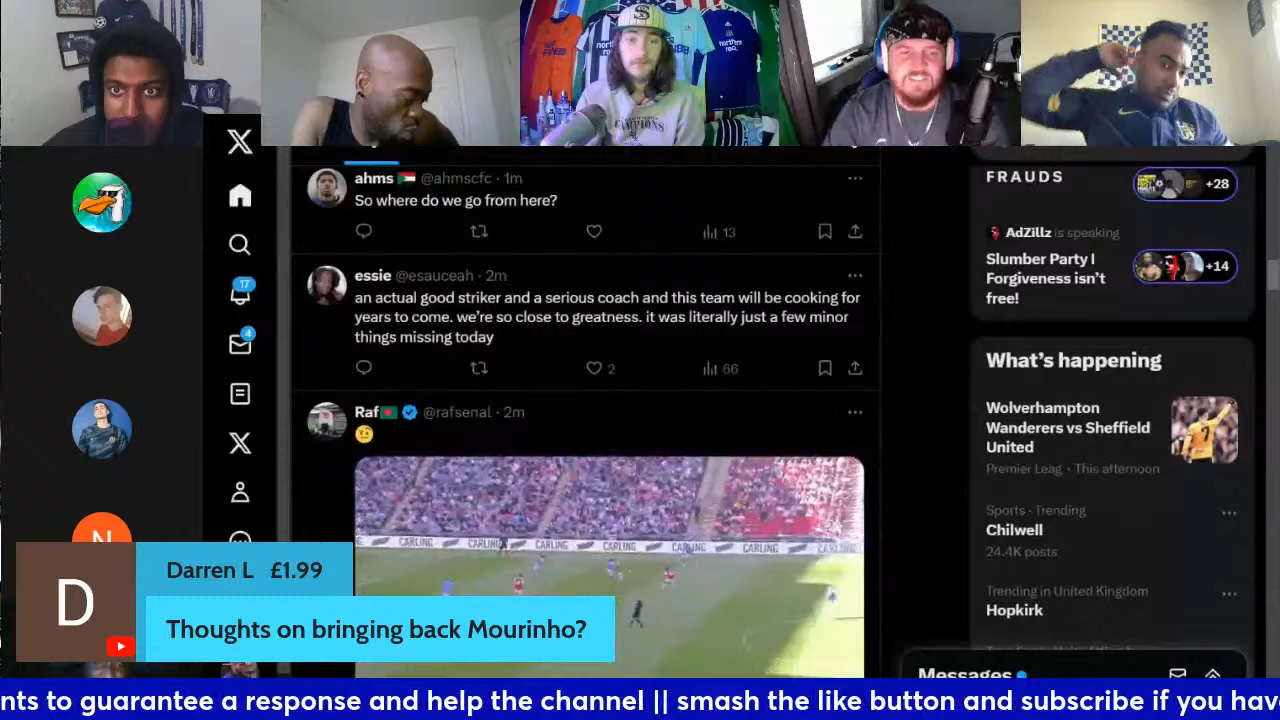 ahms @ahmscfc · 1m
So where do we go from here?
13
essie @esauceah · 2m
an actual good striker and a serious coach and this team will be cooking for
years to come. we're so close to greatness. it was literally just a few minor
things missing today
2
66
Raf @rafsenal · 2m
CARLING CARLING CARLING CARLING CARLING CARLING
17
4
N
FRAUDS
+28
AdZillz is speaking
Slumber Party I
Forgiveness isn't
free!
+14
What's happening
Wolverhampton
Wanderers vs Sheffield
United
Premier Leag · This afternoon
Sports · Trending
Chilwell
24.4K posts
Trending in United Kingdom
Hopkirk
Messages
D
Darren L £1.99
Thoughts on bringing back Mourinho?
nts to guarantee a response and help the channel || smash the like button and subscribe if you hav